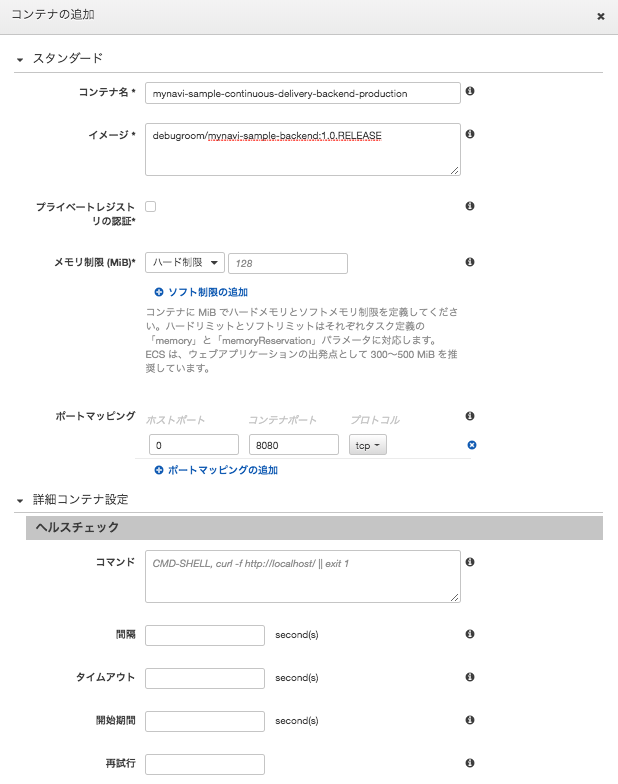 コンテナの追加
スタンダード
コンテナ名 *
mynavi-sample-continuous-delivery-backend-production
イメージ *
debugroom/mynavi-sample-backend:1.0.RELEASE
プライベートレジスト
リの認証*
メモリ制限 (MiB)*
ハード制限
128
ソフト制限の追加
コンテナに MiB でハードメモリとソフトメモリ制限を定義してくださ
い。ハードリミットとソフトリミットはそれぞれタスク定義の
「memory」と「memoryReservation」パラメータに対応します。
ECS は、ウェブアプリケーションの出発点として 300～500 MiB を推
奨しています。
ポートマッピング
ホストポート コンテナポート プロトコル
0 8080 tcp
ポートマッピングの追加
詳細コンテナ設定
ヘルスチェック
コマンド
CMD-SHELL, curl -f http://localhost/ || exit 1
間隔
second(s)
タイムアウト
second(s)
開始期間
second(s)
再試行